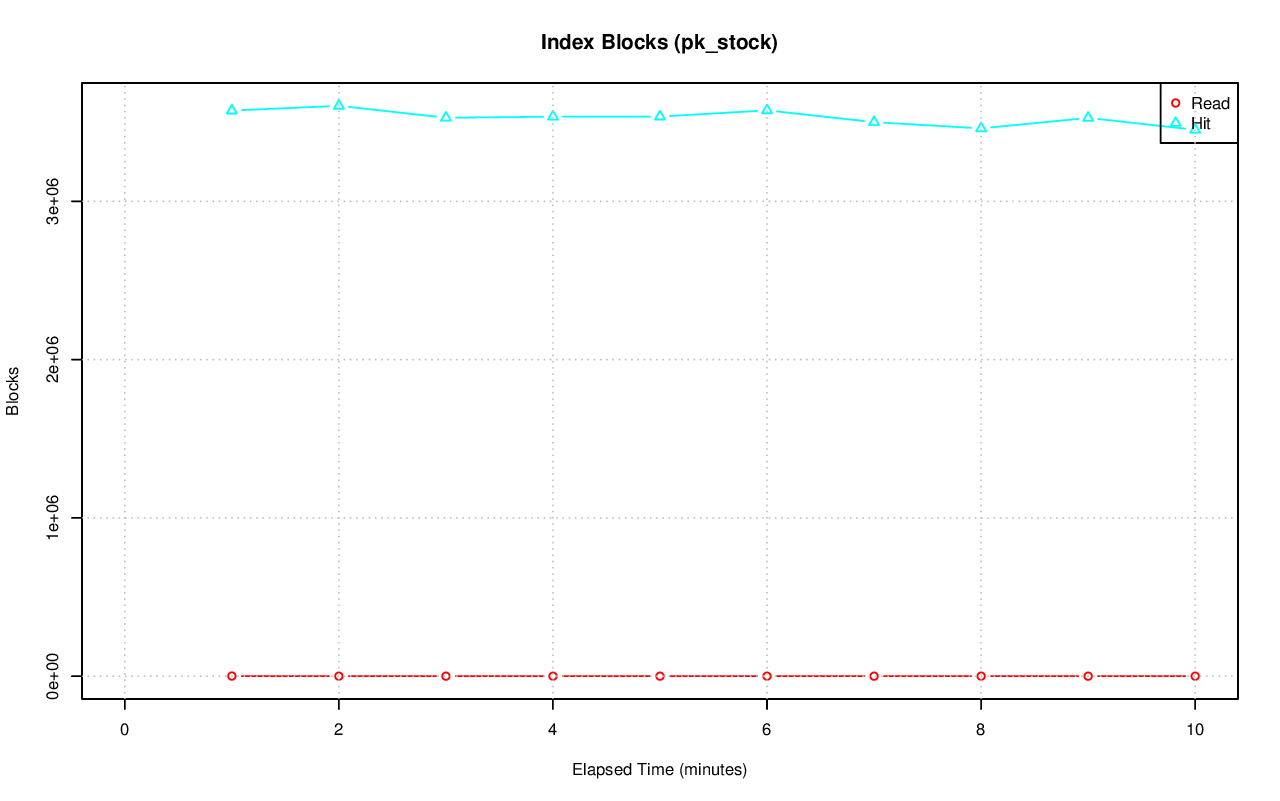 Index Blocks (pk_stock)
Read
Hit
3e+06
2e+06
1e+06
0e+00
Blocks
0 2 4 6 8 10
Elapsed Time (minutes)